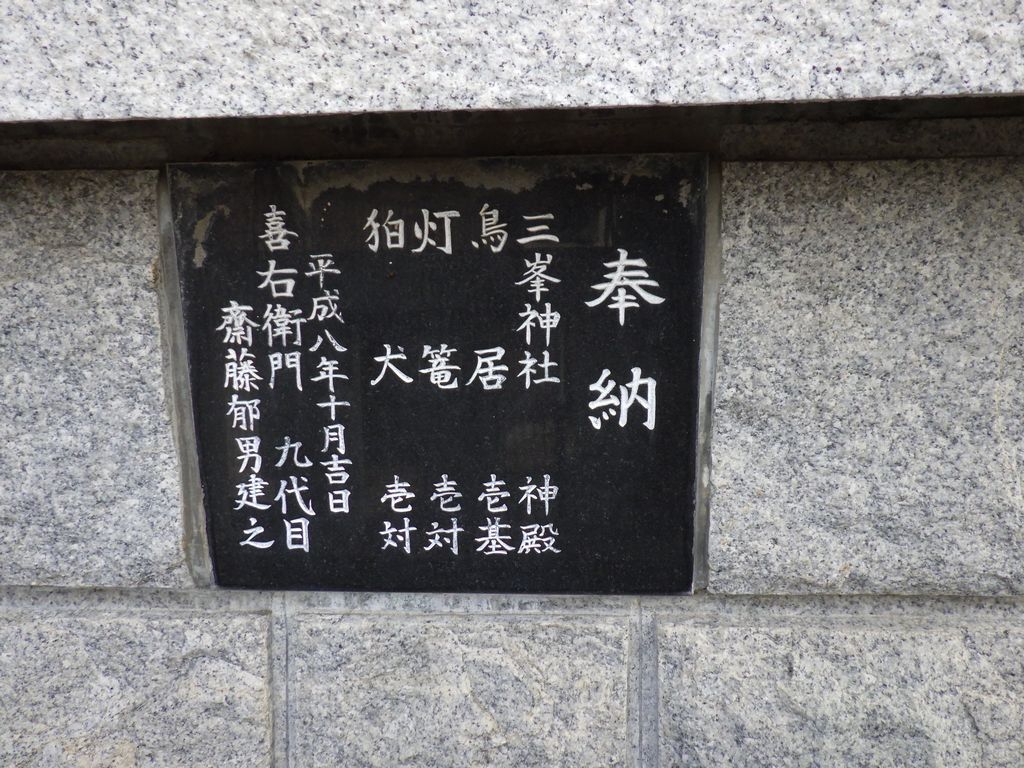 奉納
三峯神社 神殿
鳥居 壱基
灯篭 壱対
狛犬 壱対
平成八年十月吉日
喜右衛門 九代目
齋藤郁男建之